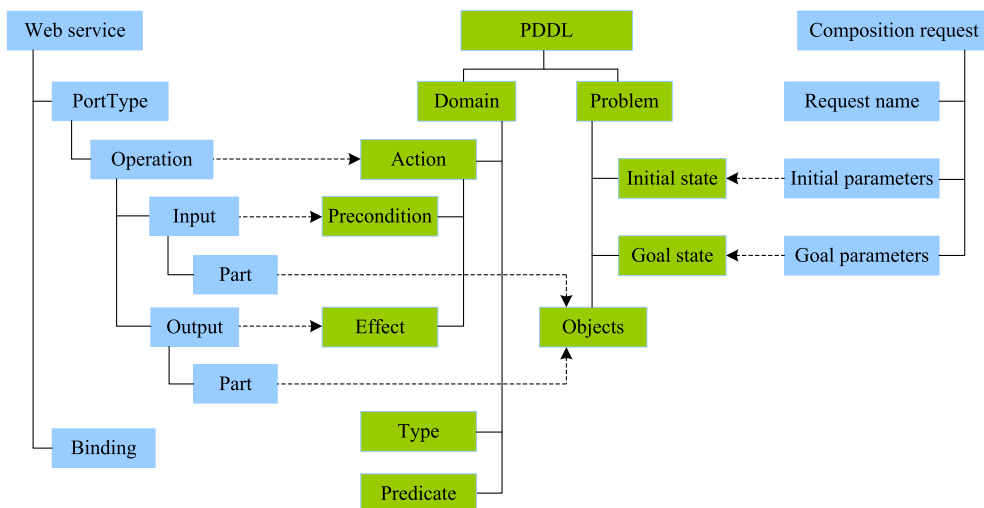 Web service
PDDL
Composition request
PortType
Domain
Problem
Request name
Operation
Action
Initial state
Initial parameters
Input
Precondition
Goal state
Goal parameters
Part
Output
Effect
Objects
Part
Type
Binding
Predicate